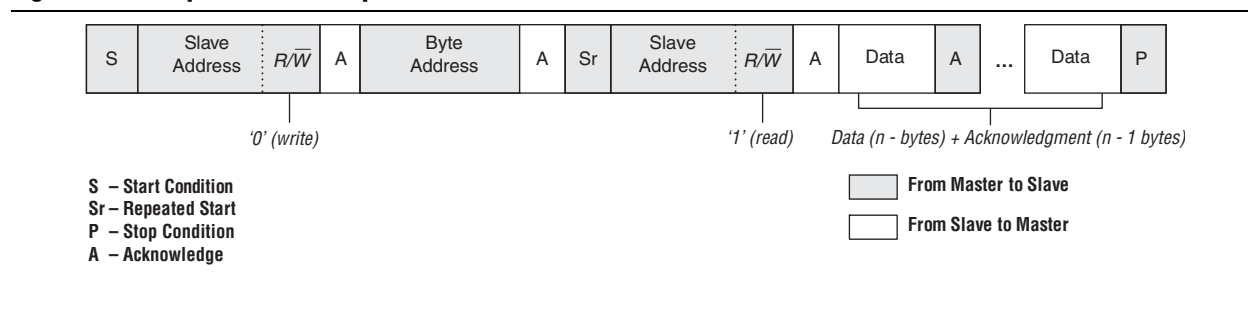 S Slave Address R/W̅ A Byte Address A Sr Slave Address R/W̅ A Data A ... Data P
‘0’ (write) ‘1’ (read) Data (n - bytes) + Acknowledgment (n - 1 bytes)
S – Start Condition
Sr – Repeated Start
P – Stop Condition
A – Acknowledge
From Master to Slave
From Slave to Master